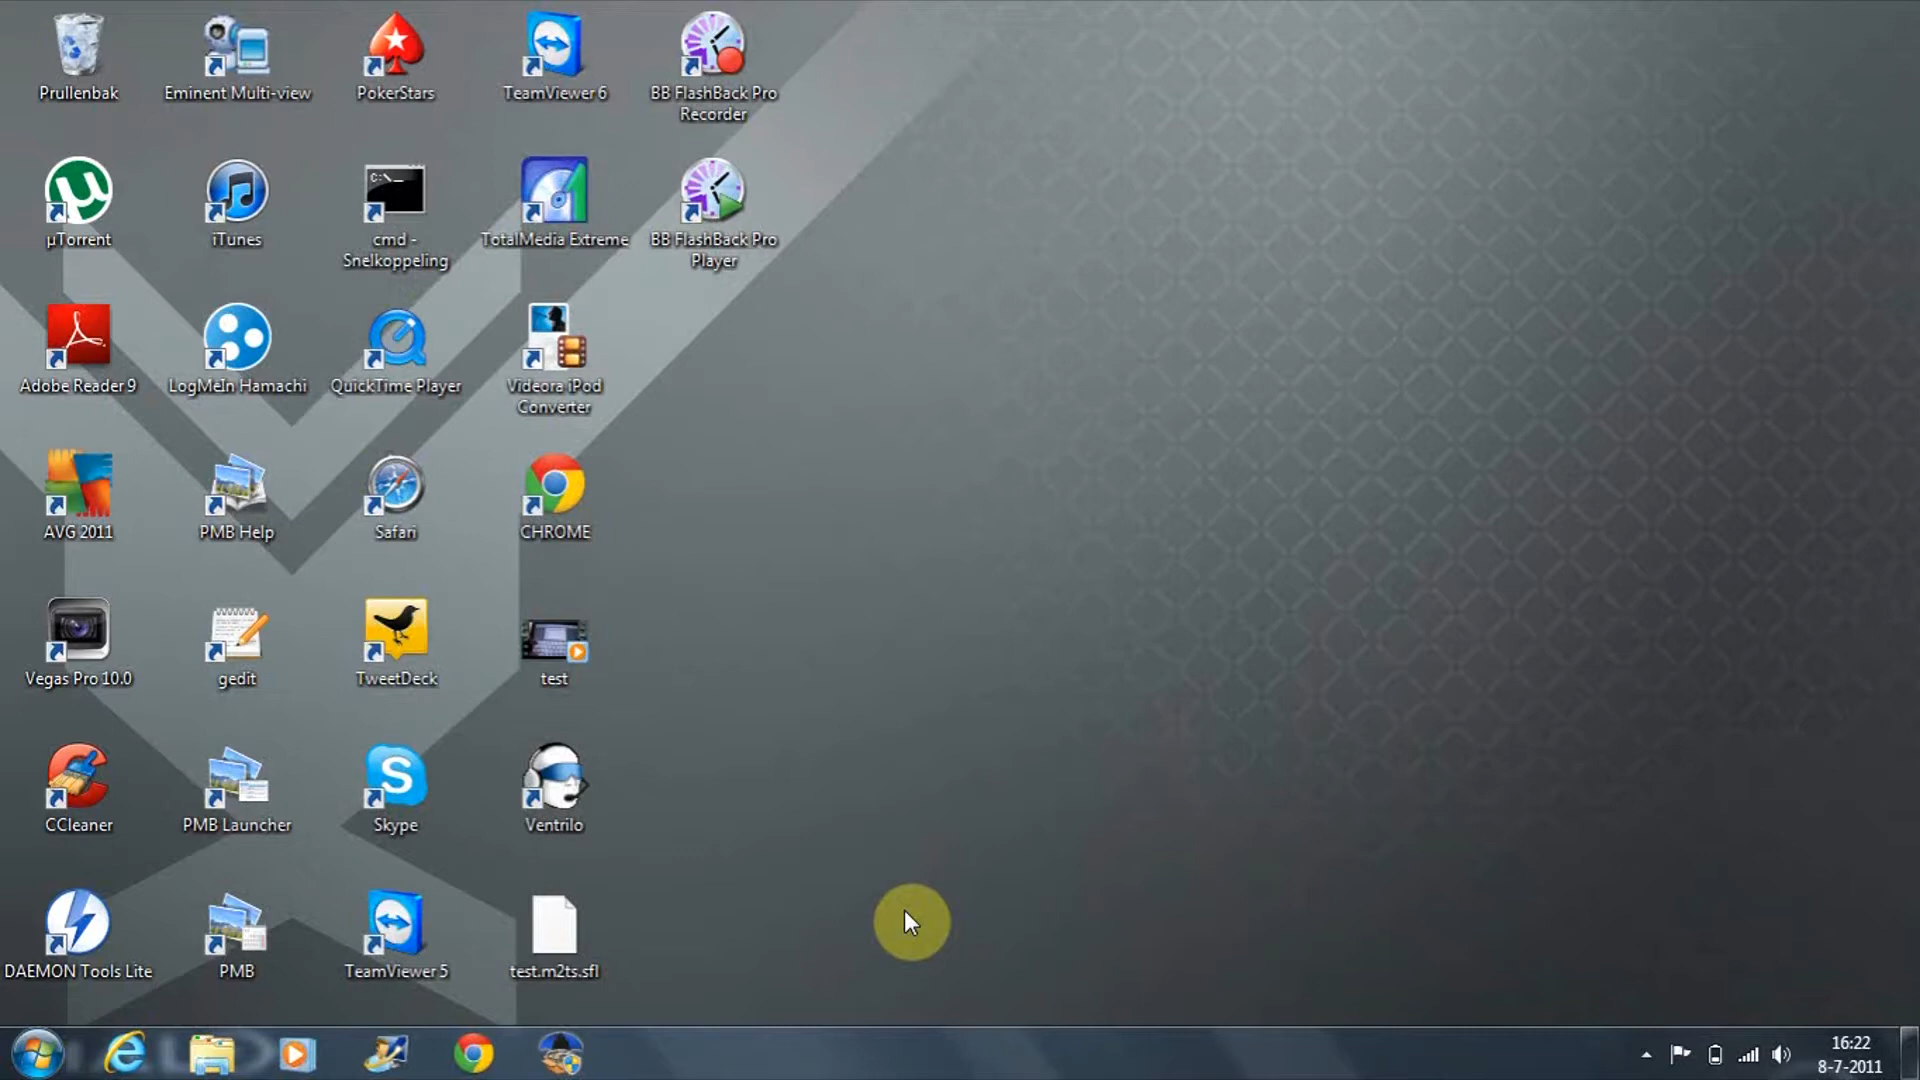 Prullenbak
Eminent Multi-view
PokerStars
TeamViewer 6
BB FlashBack Pro
Recorder
µTorrent
iTunes
C:\_
cmd -
Snelkoppeling
TotalMedia Extreme
BB FlashBack Pro
Player
Adobe Reader 9
LogMeIn Hamachi
QuickTime Player
Videora iPod
Converter
AVG 2011
PMB Help
Safari
CHROME
Vegas Pro 10.0
gedit
TweetDeck
test
CCleaner
PMB Launcher
Skype
Ventrilo
DAEMON Tools Lite
PMB
TeamViewer 5
test.m2ts.sfl
16:22
8-7-2011